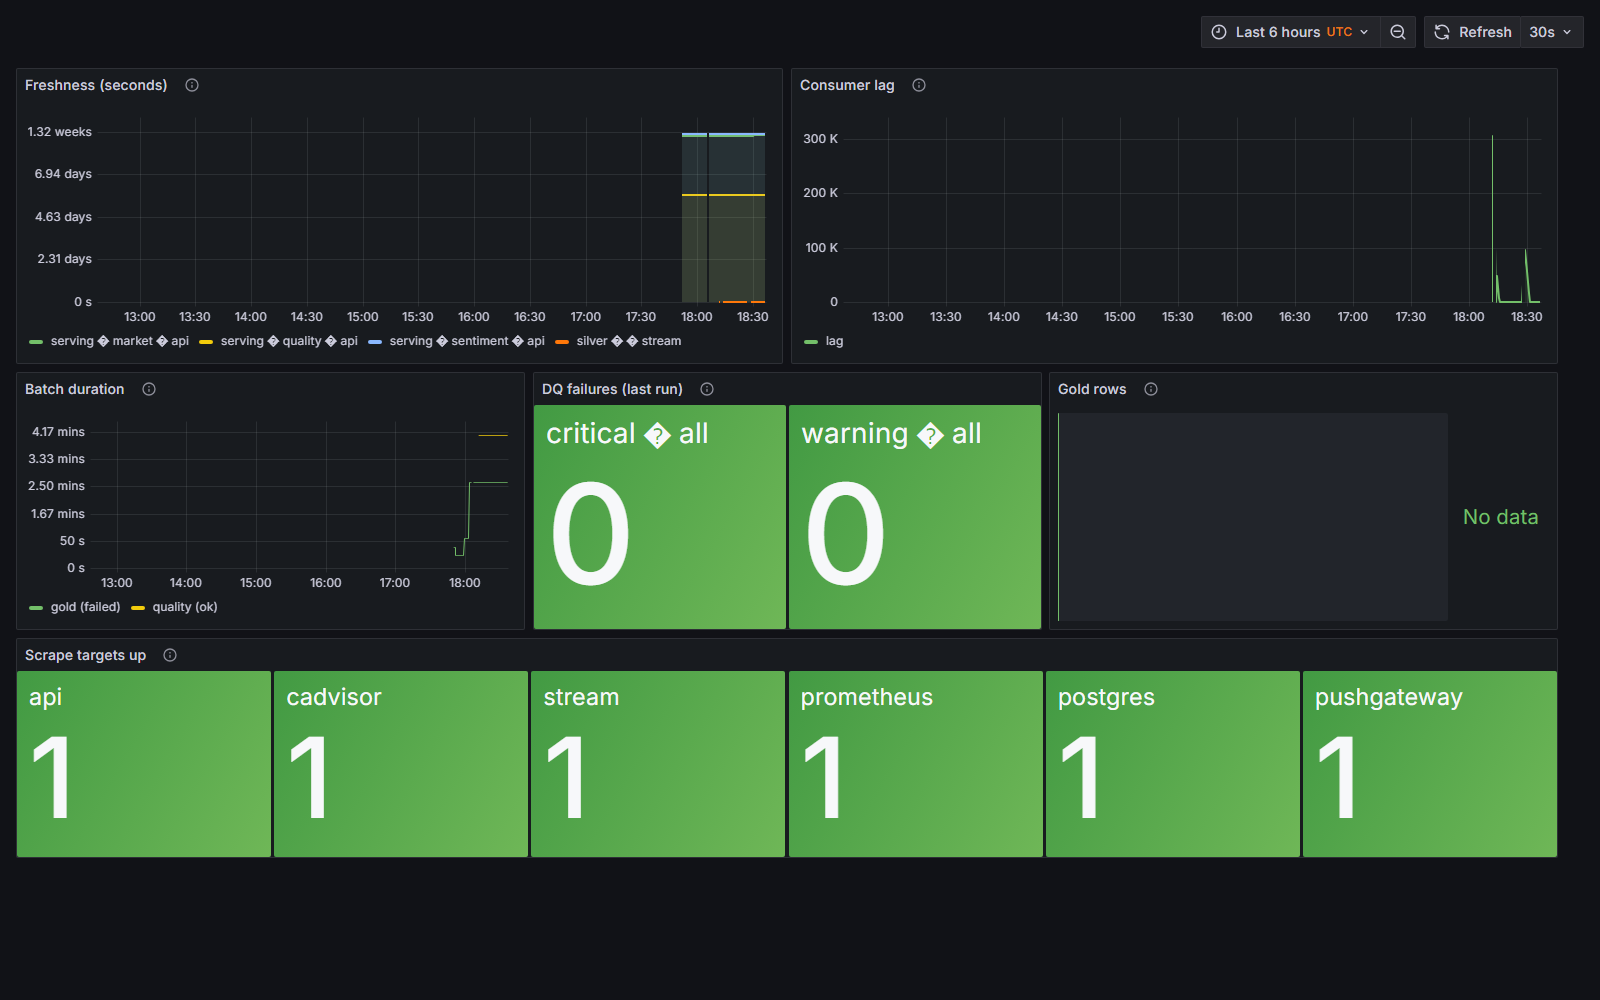 Last 6 hours UTC
Refresh
30s
Freshness (seconds)
1.32 weeks
6.94 days
4.63 days
2.31 days
0 s
13:00 13:30 14:00 14:30 15:00 15:30 16:00 16:30 17:00 17:30 18:00 18:30
serving � market � api serving � quality � api serving � sentiment � api silver � � stream
Consumer lag
300 K
200 K
100 K
0
13:00 13:30 14:00 14:30 15:00 15:30 16:00 16:30 17:00 17:30 18:00 18:30
lag
Batch duration
4.17 mins
3.33 mins
2.50 mins
1.67 mins
50 s
0 s
13:00 14:00 15:00 16:00 17:00 18:00
gold (failed) quality (ok)
DQ failures (last run)
critical � all
0
warning � all
0
Gold rows
No data
Scrape targets up
api
1
cadvisor
1
stream
1
prometheus
1
postgres
1
pushgateway
1